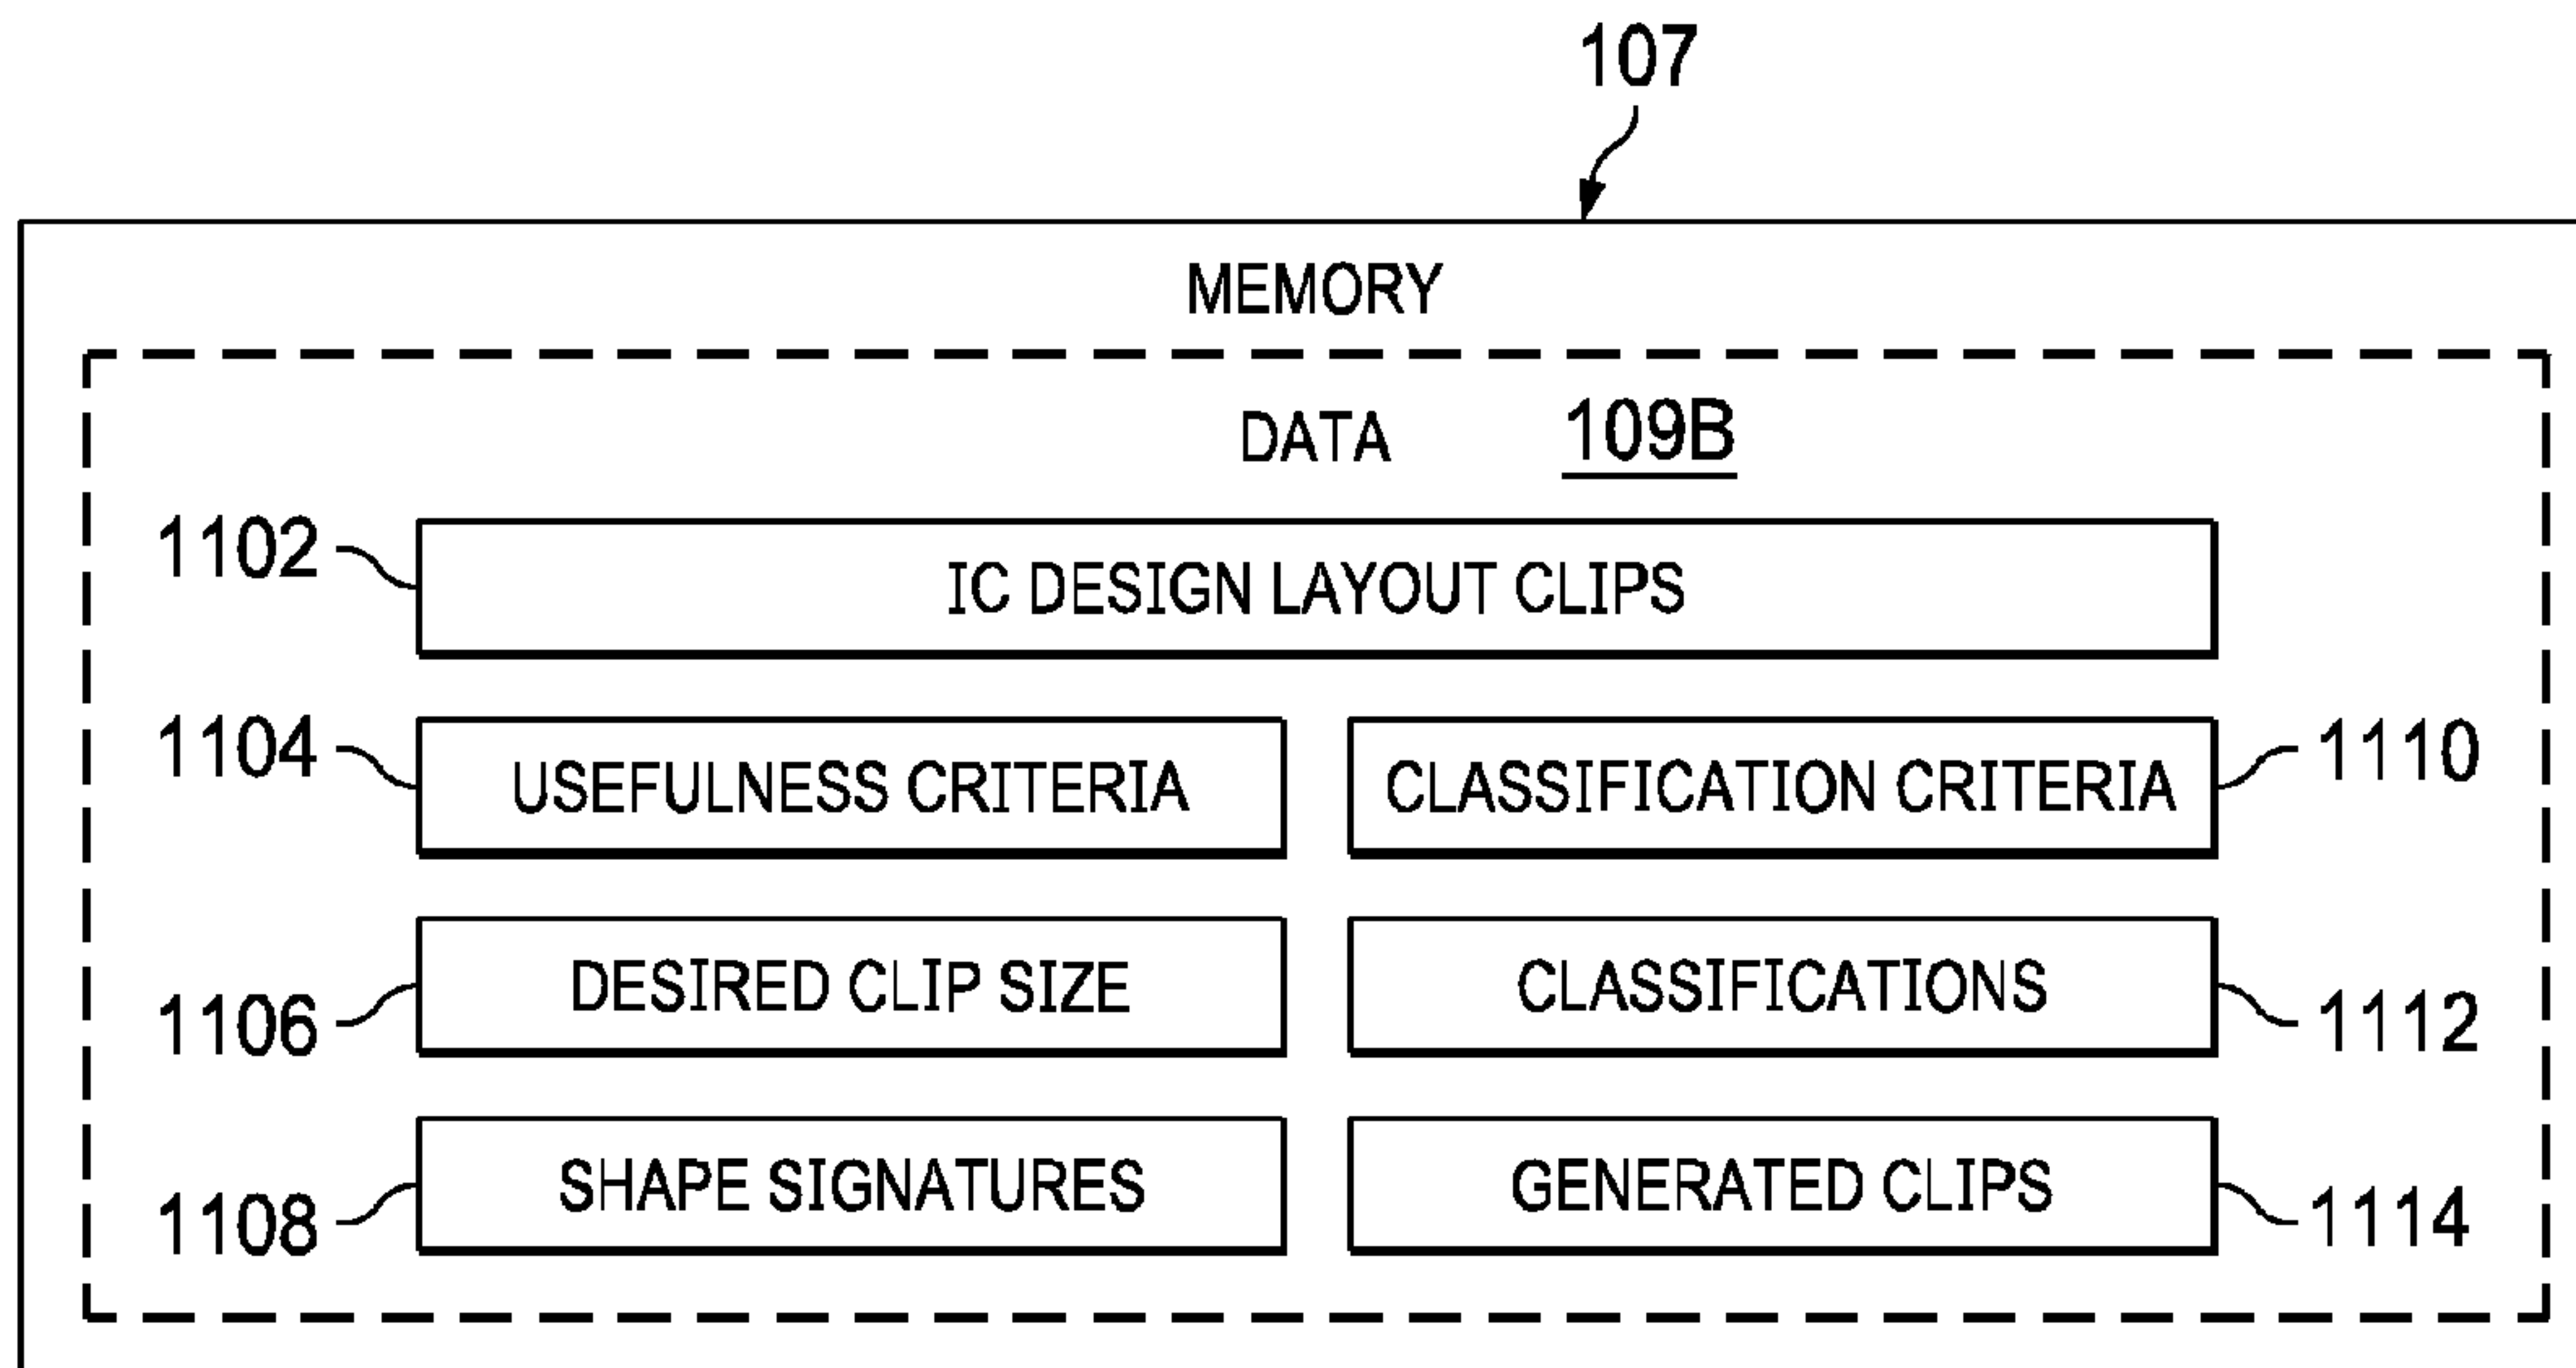 107
MEMORY
DATA 109B
1102 IC DESIGN LAYOUT CLIPS
1104 USEFULNESS CRITERIA CLASSIFICATION CRITERIA 1110
1106 DESIRED CLIP SIZE CLASSIFICATIONS 1112
1108 SHAPE SIGNATURES GENERATED CLIPS 1114